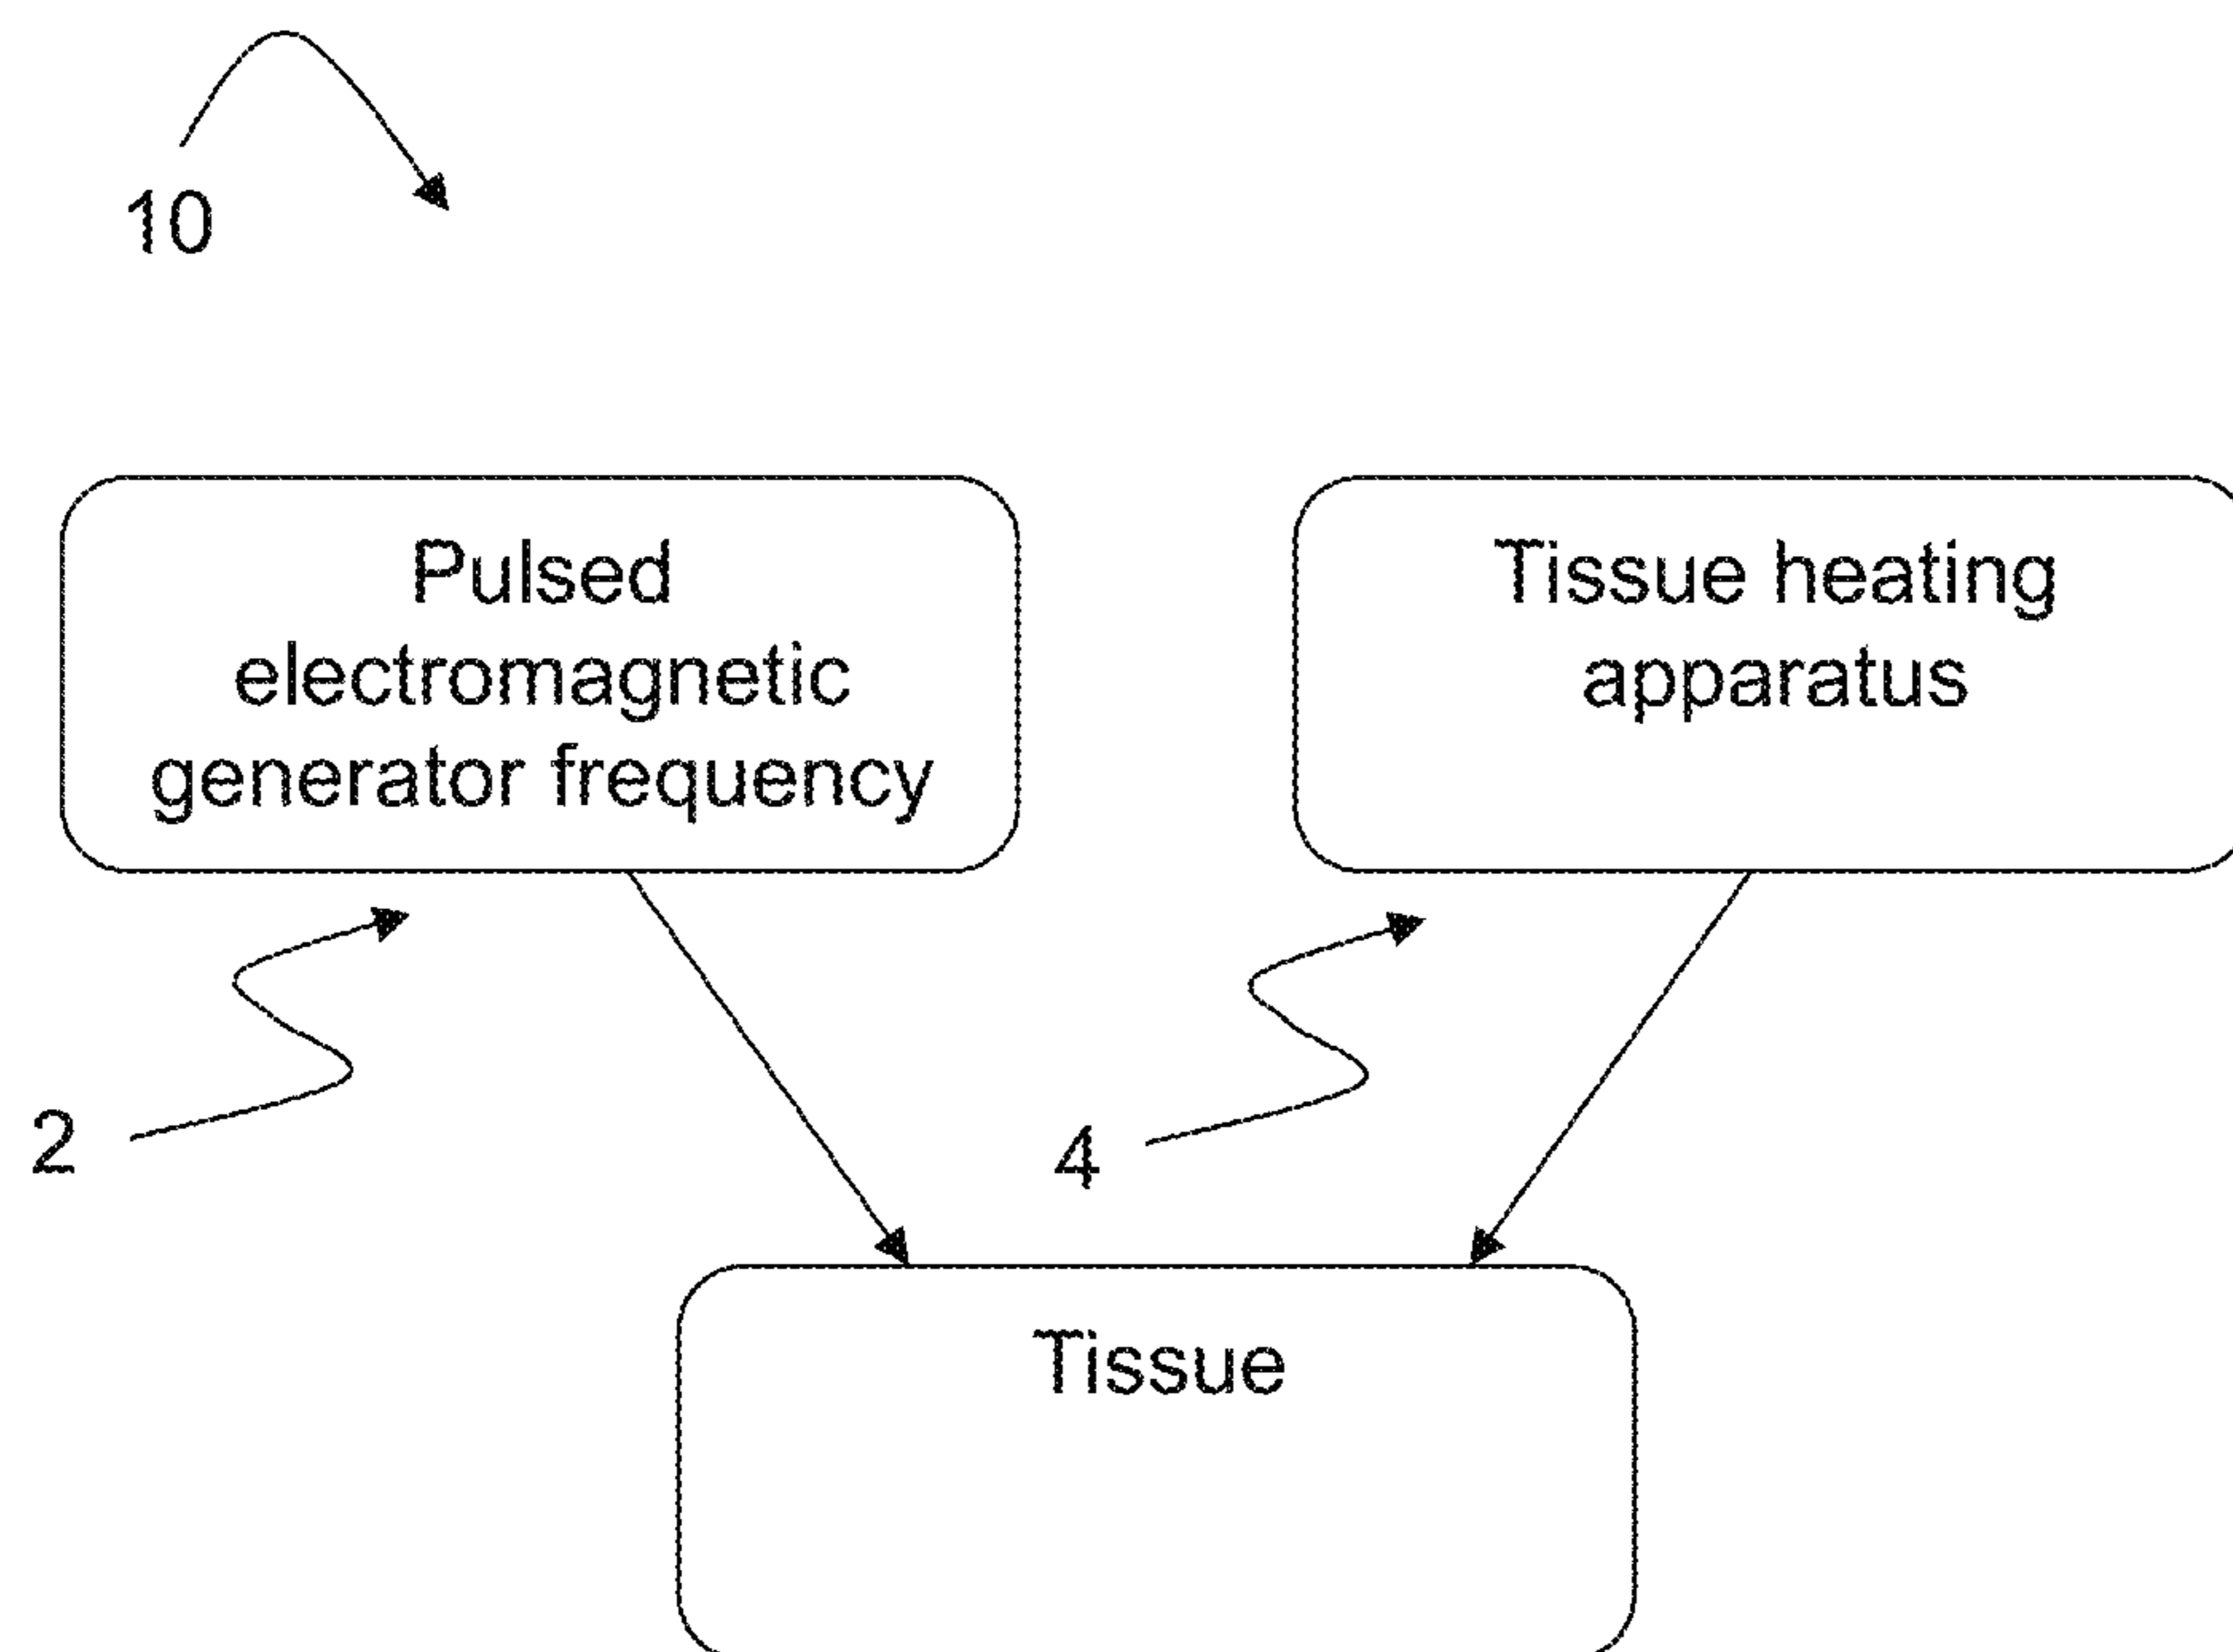 10
Pulsed
electromagnetic
generator frequency
Tissue heating
apparatus
2
4
Tissue